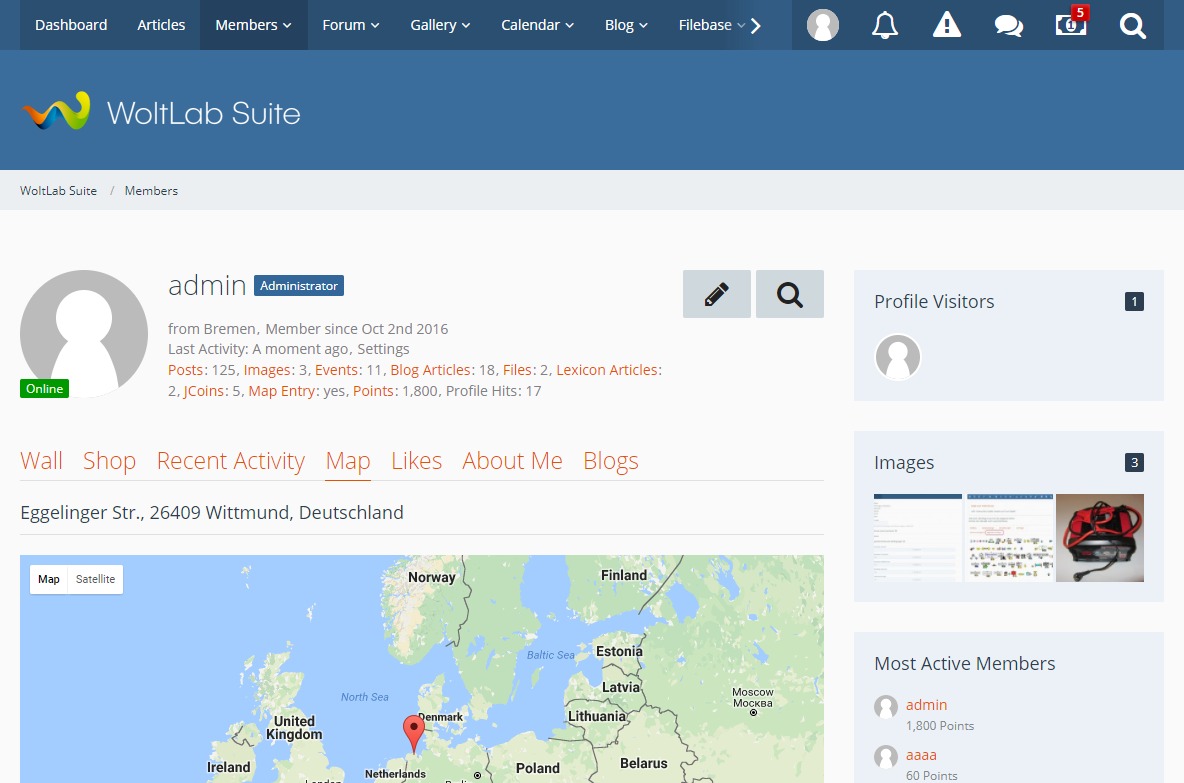 Dashboard Articles Members Forum Gallery Calendar Blog Filebase
5
WoltLab Suite
WoltLab Suite / Members
admin Administrator
from Bremen, Member since Oct 2nd 2016
Last Activity: A moment ago, Settings
Posts: 125, Images: 3, Events: 11, Blog Articles: 18, Files: 2, Lexicon Articles:
2, JCoins: 5, Map Entry: yes, Points: 1,800, Profile Hits: 17
Online
Wall Shop Recent Activity Map Likes About Me Blogs
Eggelinger Str., 26409 Wittmund, Deutschland
Map Satellite
Norway
Finland
Baltic Sea
Estonia
Latvia
Moscow
Москва
North Sea
Denmark
Lithuania
United
Kingdom
Ireland
Netherlands
Poland
Belarus
Profile Visitors 1
Images 3
Most Active Members
admin
1,800 Points
aaaa
60 Points